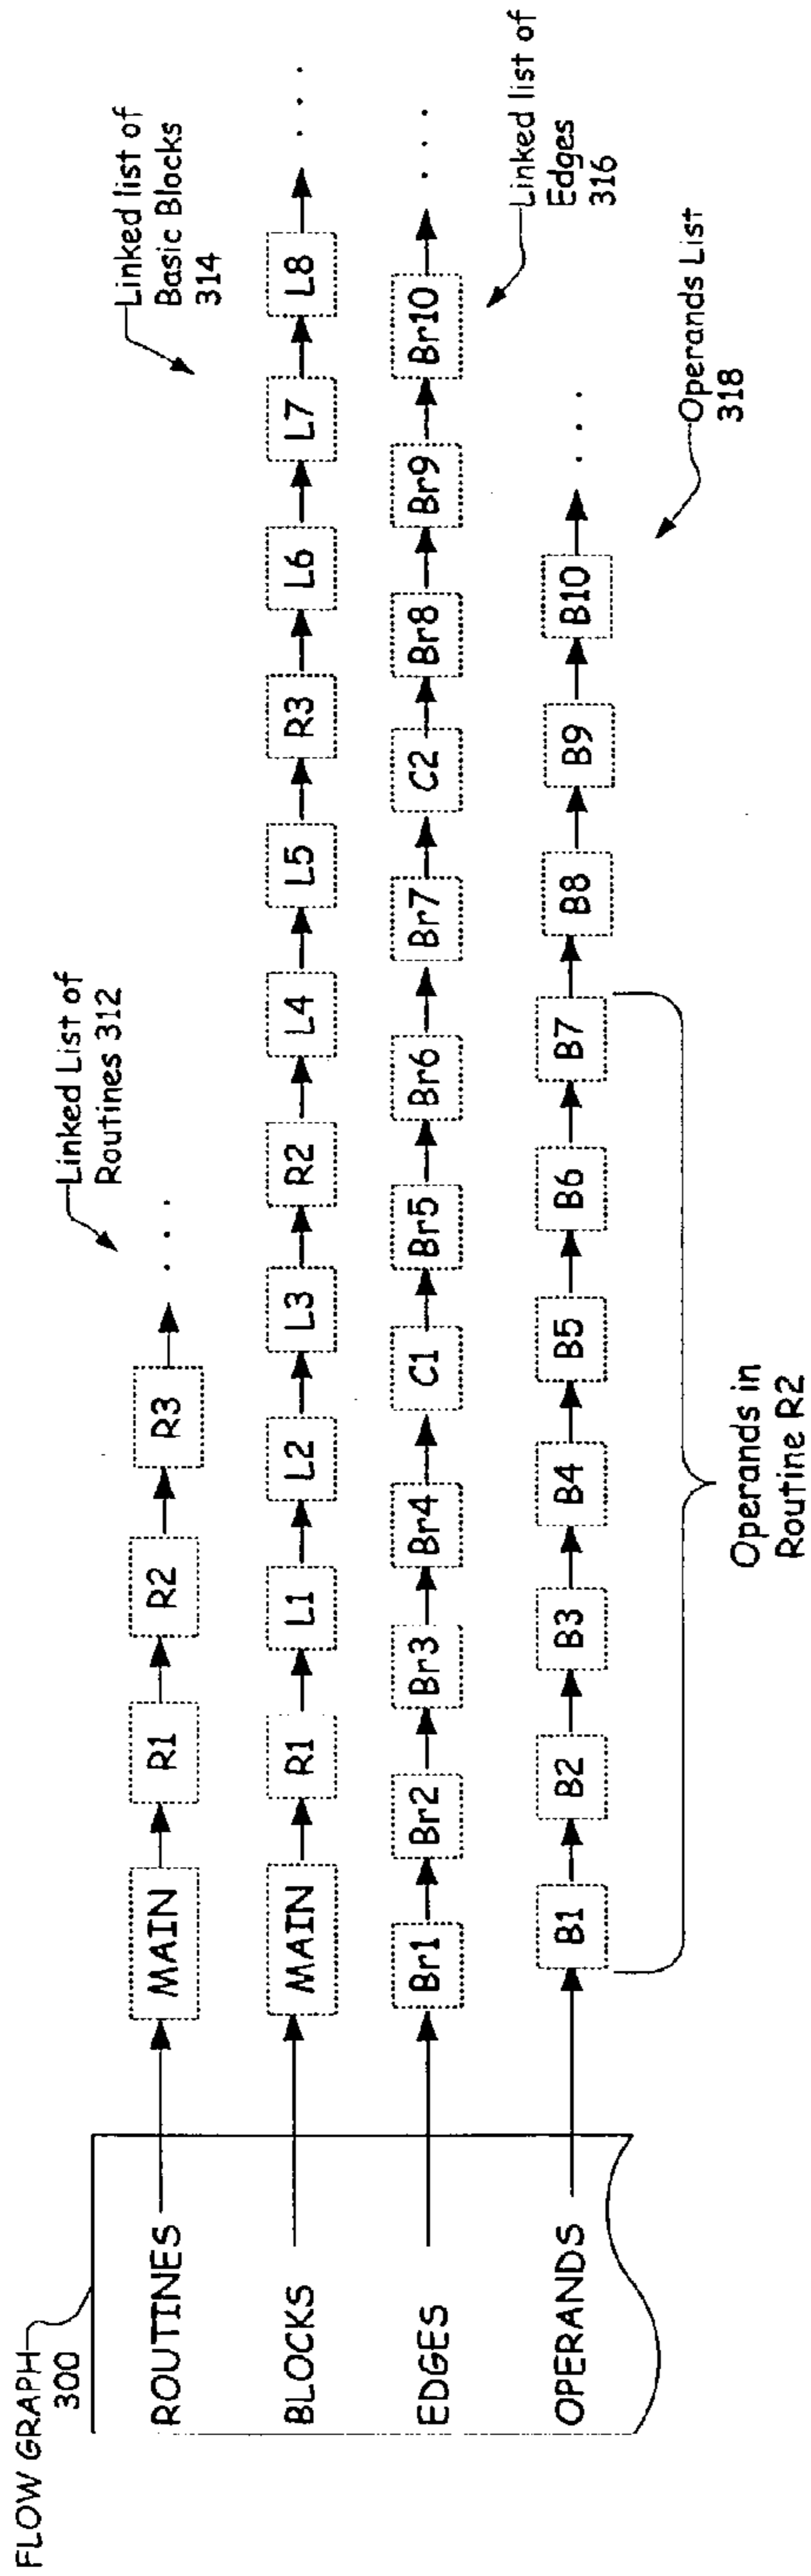 FLOW GRAPH
300
ROUTINES
MAIN
R1
R2
R3
. . .
Linked List of
Routines 312
BLOCKS
MAIN
R1
L1
L2
L3
R2
L4
L5
R3
L6
L7
L8
. . .
Linked list of
Basic Blocks
314
EDGES
Br1
Br2
Br3
Br4
C1
Br5
Br6
Br7
C2
Br8
Br9
Br10
. . .
Linked list of
Edges
316
OPERANDS
B1
B2
B3
B4
B5
B6
B7
B8
B9
B10
. . .
Operands List
318
Operands in
Routine R2